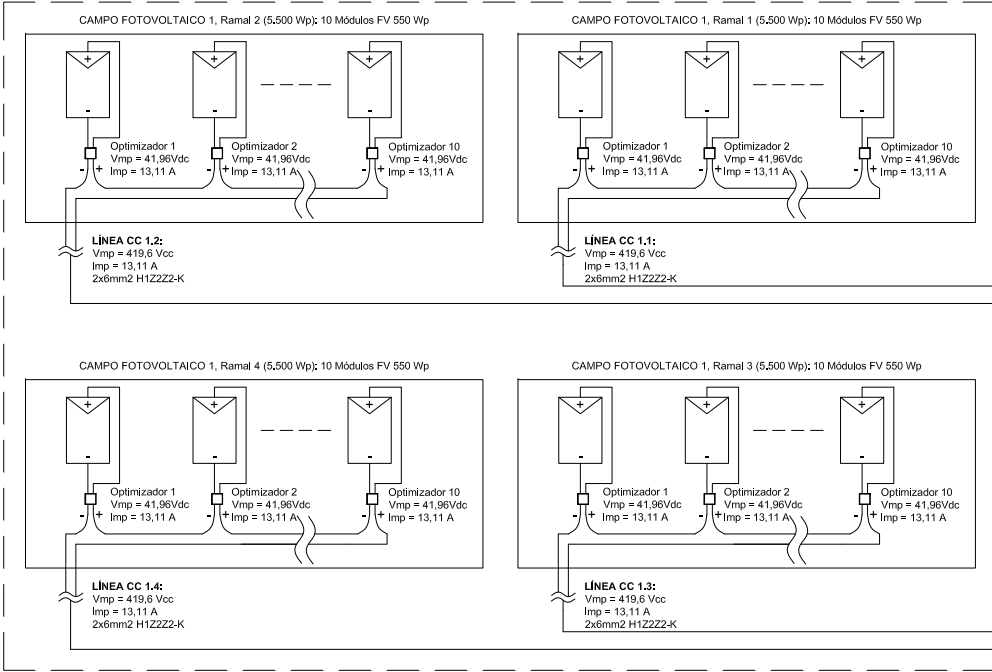 CAMPO FOTOVOLTAICO 1, Ramal 2 (5.500 Wp): 10 Módulos FV 550 Wp
+
-
+
-
+
-
Optimizador 1
Vmp = 41,96Vdc
Imp = 13,11 A
- +
Optimizador 2
Vmp = 41,96Vdc
Imp = 13,11 A
- +
Optimizador 10
Vmp = 41,96Vdc
Imp = 13,11 A
- +
LÍNEA CC 1.2:
Vmp = 419,6 Vcc
Imp = 13,11 A
2x6mm2 H1Z2Z2-K
CAMPO FOTOVOLTAICO 1, Ramal 1 (5.500 Wp): 10 Módulos FV 550 Wp
+
-
+
-
+
-
Optimizador 1
Vmp = 41,96Vdc
Imp = 13,11 A
- +
Optimizador 2
Vmp = 41,96Vdc
Imp = 13,11 A
- +
Optimizador 10
Vmp = 41,96Vdc
Imp = 13,11 A
- +
LÍNEA CC 1.1:
Vmp = 419,6 Vcc
Imp = 13,11 A
2x6mm2 H1Z2Z2-K
CAMPO FOTOVOLTAICO 1, Ramal 4 (5.500 Wp): 10 Módulos FV 550 Wp
+
-
+
-
+
-
Optimizador 1
Vmp = 41,96Vdc
Imp = 13,11 A
- +
Optimizador 2
Vmp = 41,96Vdc
Imp = 13,11 A
- +
Optimizador 10
Vmp = 41,96Vdc
Imp = 13,11 A
- +
LÍNEA CC 1.4:
Vmp = 419,6 Vcc
Imp = 13,11 A
2x6mm2 H1Z2Z2-K
CAMPO FOTOVOLTAICO 1, Ramal 3 (5.500 Wp): 10 Módulos FV 550 Wp
+
-
+
-
+
-
Optimizador 1
Vmp = 41,96Vdc
Imp = 13,11 A
- +
Optimizador 2
Vmp = 41,96Vdc
Imp = 13,11 A
- +
Optimizador 10
Vmp = 41,96Vdc
Imp = 13,11 A
- +
LÍNEA CC 1.3:
Vmp = 419,6 Vcc
Imp = 13,11 A
2x6mm2 H1Z2Z2-K